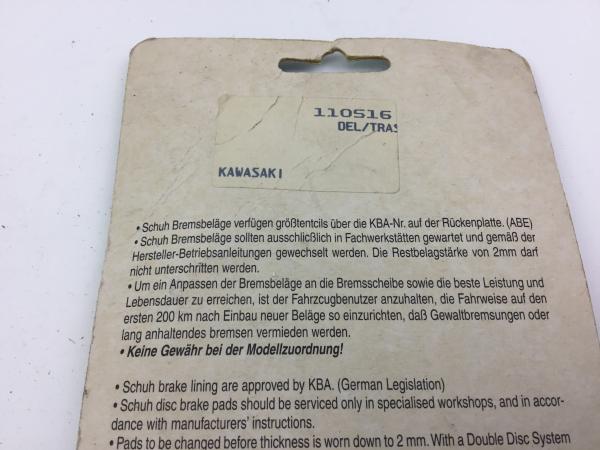 110516
OEL/TRAS
KAWASAKI
• Schuh Bremsbeläge verfügen größtentcils über die KBA-Nr. auf der Rückenplatte. (ABE)
• Schuh Bremsbeläge sollten ausschlicßlich in Fachwerkstätten gewartet und gemäß der
Hersteller-Betriebsanleitungen gewechselt werden. Die Restbelagstärke von 2mm darf
nicht unterschritten werden.
• Um ein Anpassen der Bremsbeläge an die Bremsscheibe sowie die beste Leistung und
Lebensdauer zu erreichen, ist der Fahrzcugbenutzer anzuhalten, die Fahrweise auf den
ersten 200 km nach Einbau neuer Beläge so einzurichten, daß Gewaltbremsungen oder
lang anhaltendes bremsen vermieden werden.
• Keine Gewähr bei der Modellzuordnung!
• Schuh brake lining are approved by KBA. (German Legislation)
• Schuh disc brake pads should be serviced only in specialised workshops, and in accor-
dance with manufacturers' instructions.
• Pads to be changed before thickness is worn down to 2 mm. With a Double Disc System